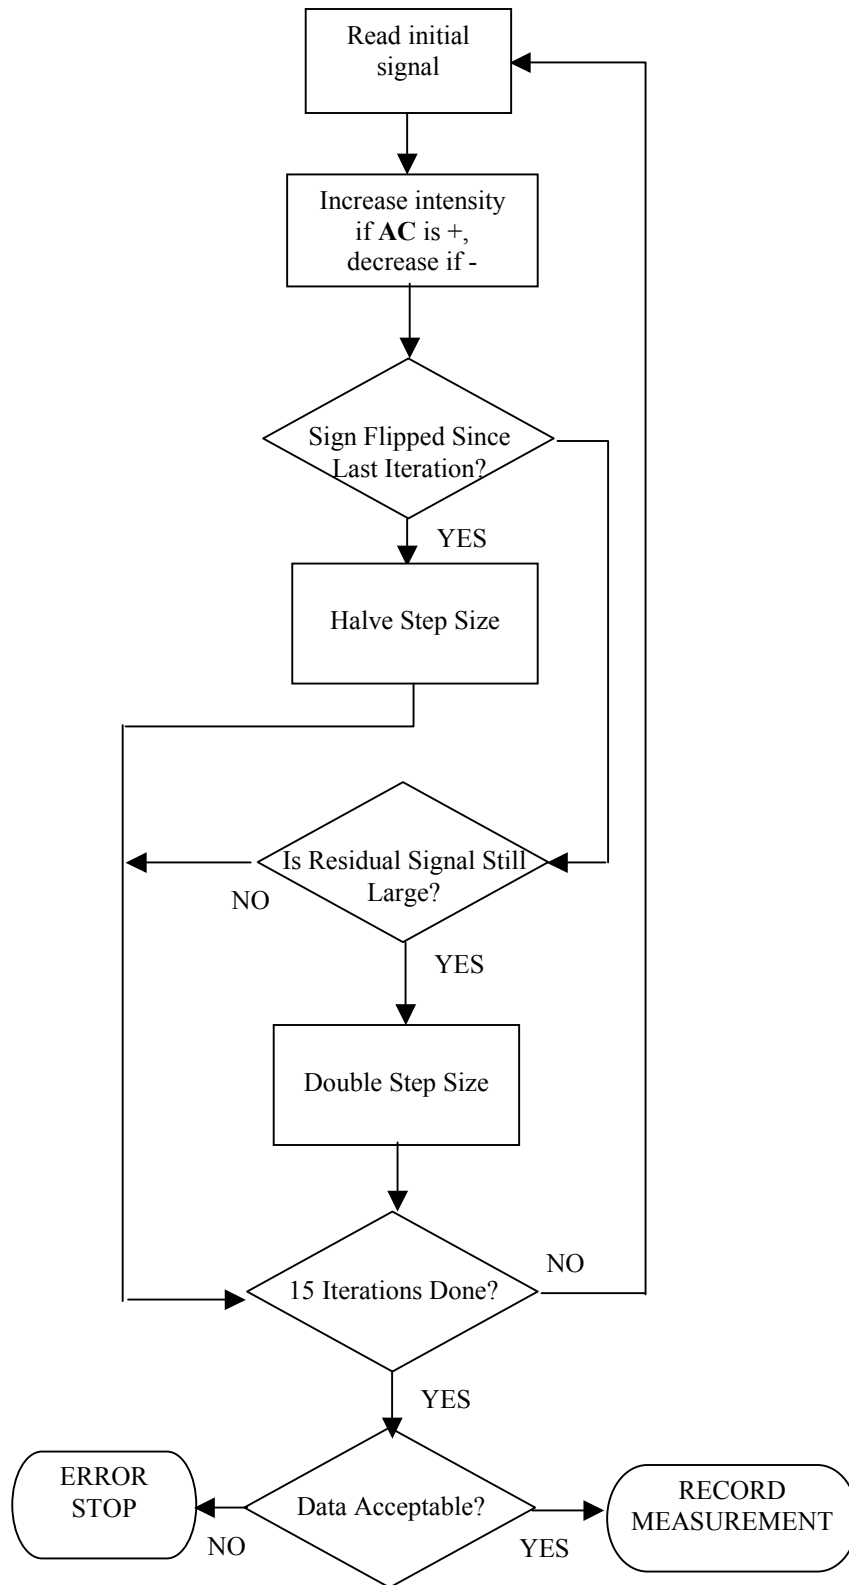 Read initial
signal
Increase intensity
if AC is +,
decrease if -
Sign Flipped Since
Last Iteration?
YES
Halve Step Size
Is Residual Signal Still
Large?
NO
YES
Double Step Size
15 Iterations Done?
NO
YES
ERROR
STOP
Data Acceptable?
RECORD
MEASUREMENT
NO
YES